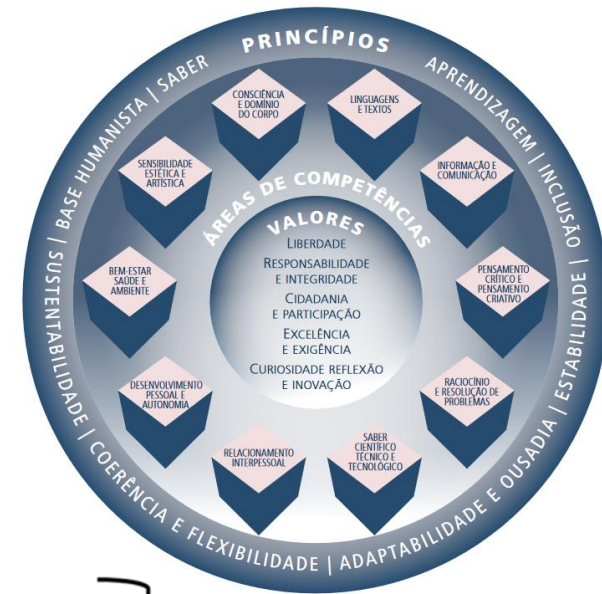 PRINCÍPIOS
SUSTENTABILIDADE | BASE HUMANISTA | SABER
APRENDIZAGEM | INCLUSÃO | ESTABILIDADE |
| COERÊNCIA E FLEXIBILIDADE | ADAPTABILIDADE E OUSADIA |
ÁREAS DE COMPETÊNCIAS
CONSCIÊNCIA
E DOMÍNIO
DO CORPO
LINGUAGENS
E TEXTOS
INFORMAÇÃO E
COMUNICAÇÃO
PENSAMENTO
CRÍTICO E
PENSAMENTO
CRIATIVO
RACIOCÍNIO
E RESOLUÇÃO DE
PROBLEMAS
SABER
CIENTÍFICO
TÉCNICO E
TECNOLÓGICO
RELACIONAMENTO
INTERPESSOAL
DESENVOLVIMENTO
PESSOAL E
AUTONOMIA
BEM-ESTAR
SAÚDE E
AMBIENTE
SENSIBILIDADE
ESTÉTICA E
ARTÍSTICA
VALORES
LIBERDADE
RESPONSABILIDADE
E INTEGRIDADE
CIDADANIA
E PARTICIPAÇÃO
EXCELÊNCIA
E EXIGÊNCIA
CURIOSIDADE REFLEXÃO
E INOVAÇÃO